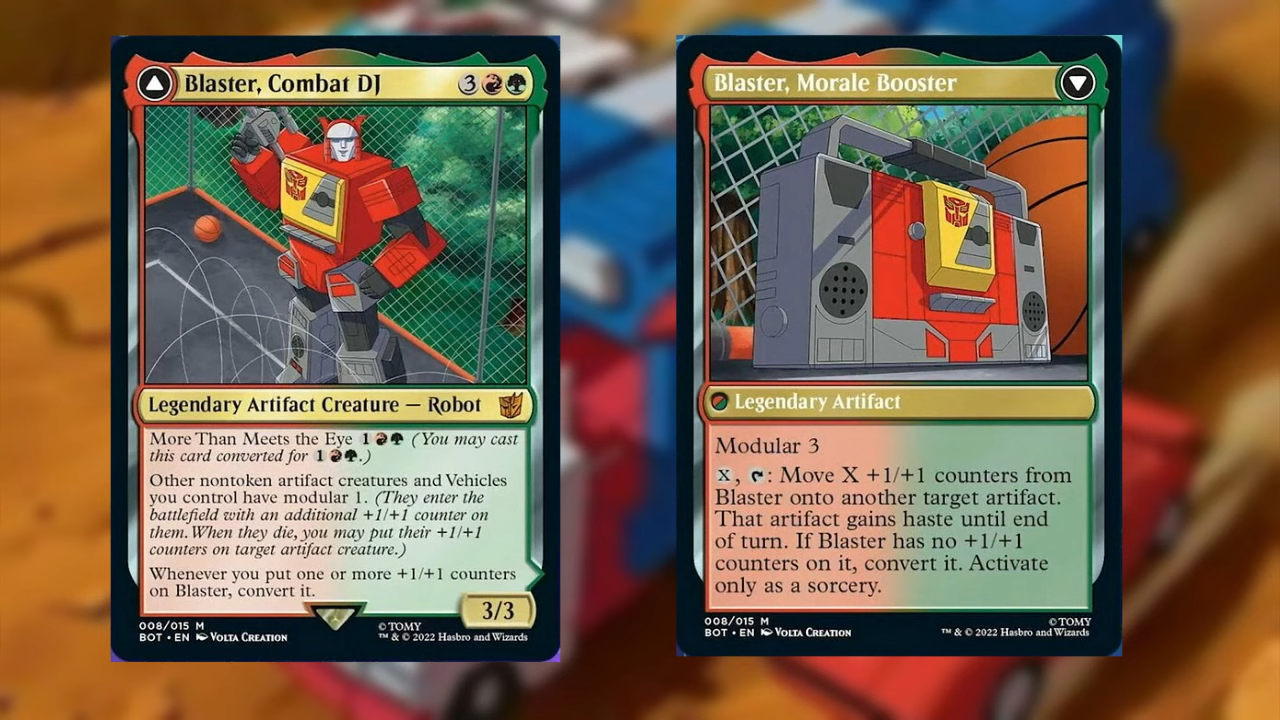 Blaster, Combat DJ
3
Legendary Artifact Creature — Robot
More Than Meets the Eye 1 (You may cast
this card converted for 1 .)
Other nontoken artifact creatures and Vehicles
you control have modular 1. (They enter the
battlefield with an additional +1/+1 counter on
them. When they die, you may put their +1/+1
counters on target artifact creature.)
Whenever you put one or more +1/+1 counters
on Blaster, convert it.
3/3
008/015 M
BOT • EN Volta Creation
© TOMY
™ & © 2022 Hasbro and Wizards
Blaster, Morale Booster
Legendary Artifact
Modular 3
X, : Move X +1/+1 counters from
Blaster onto another target artifact.
That artifact gains haste until end
of turn. If Blaster has no +1/+1
counters on it, convert it. Activate
only as a sorcery.
008/015 M
BOT • EN Volta Creation
© TOMY
™ & © 2022 Hasbro and Wizards